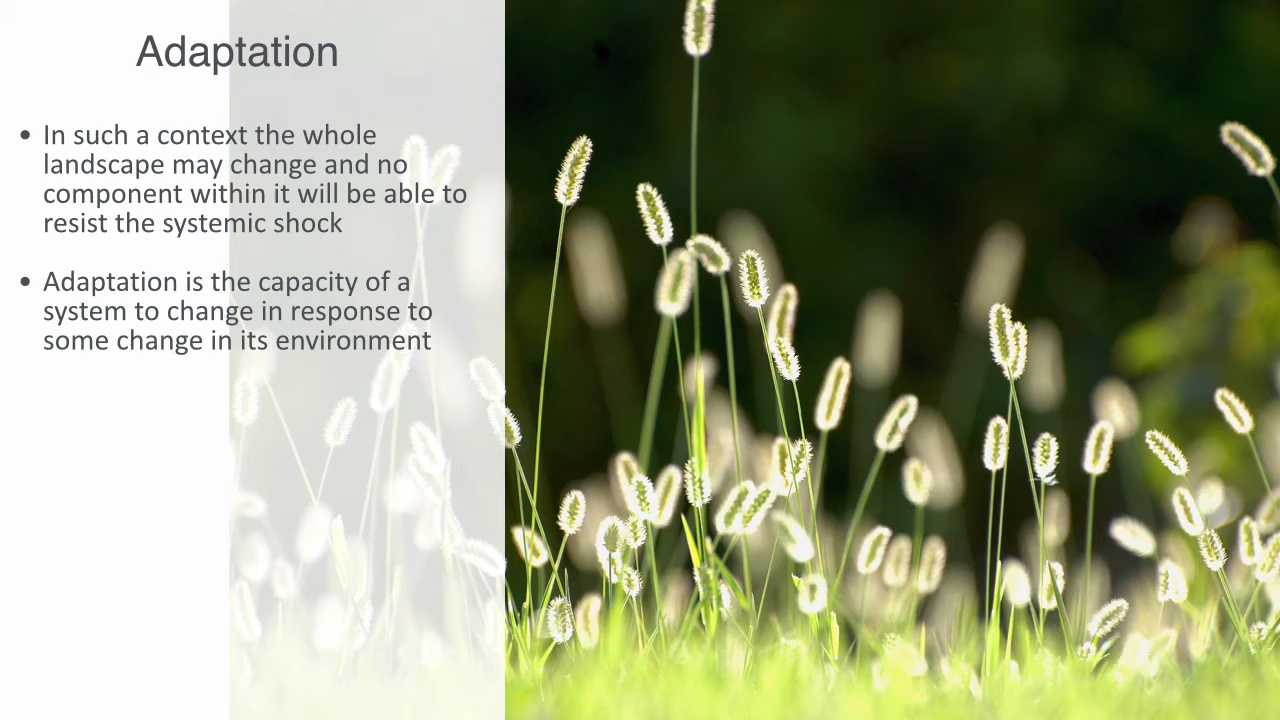 Adaptation
• In such a context the whole
landscape may change and no
component within it will be able to
resist the systemic shock
• Adaptation is the capacity of a
system to change in response to
some change in its environment